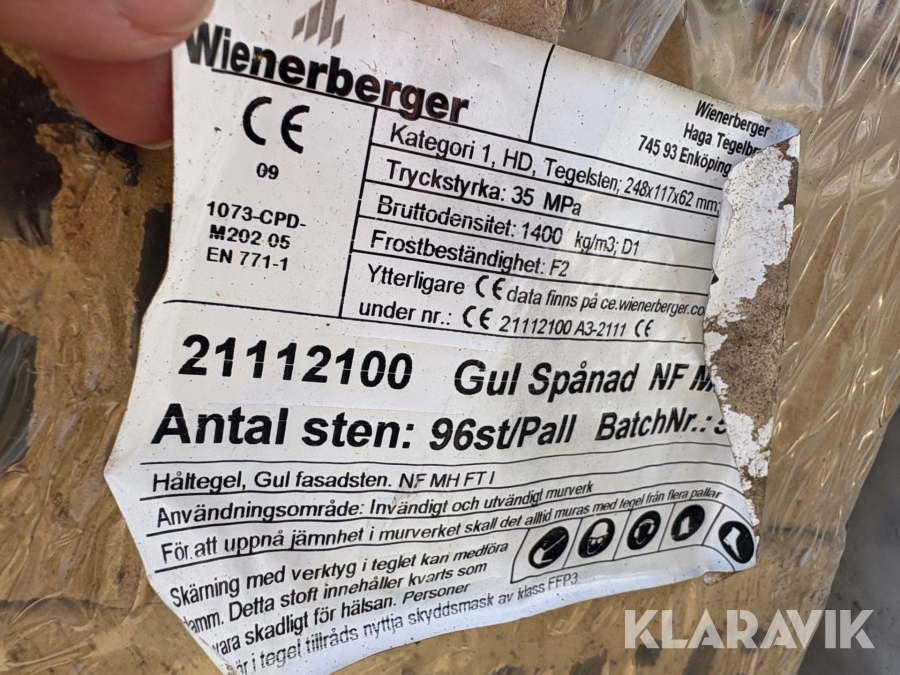 Wienerberger
CE
09
1073-CPD-
M202 05
EN 771-1
Wienerberger
Haga
745 93 Enköping
Kategori 1, HD, Tegelsten; 248x117x62 mm;
Tryckstyrka: 35 MPa
Bruttodensitet: 1400 kg/m3; D1
Frostbeständighet: F2
Ytterligare CE data finns på
under nr.: CE 21112100 A3-2111 CE
21112100 Gul Spånad NF
Antal sten: 96st/Pall BatchNr.:
Håltegel, Gul fasadsten. NF MH FT I
Användningsområde: Invändigt och utvändigt murverk
För att uppnå jämnhet i murverket skall det alltid muras med tegel från flera pallar
Skärning med verktyg i teglet kan medföra
damm. Detta stoft innehåller kvarts som
vara skadligt för hälsan. Personer
i tegel tillråds nyttja skyddsmask av klass FFP3
KLARAVIK